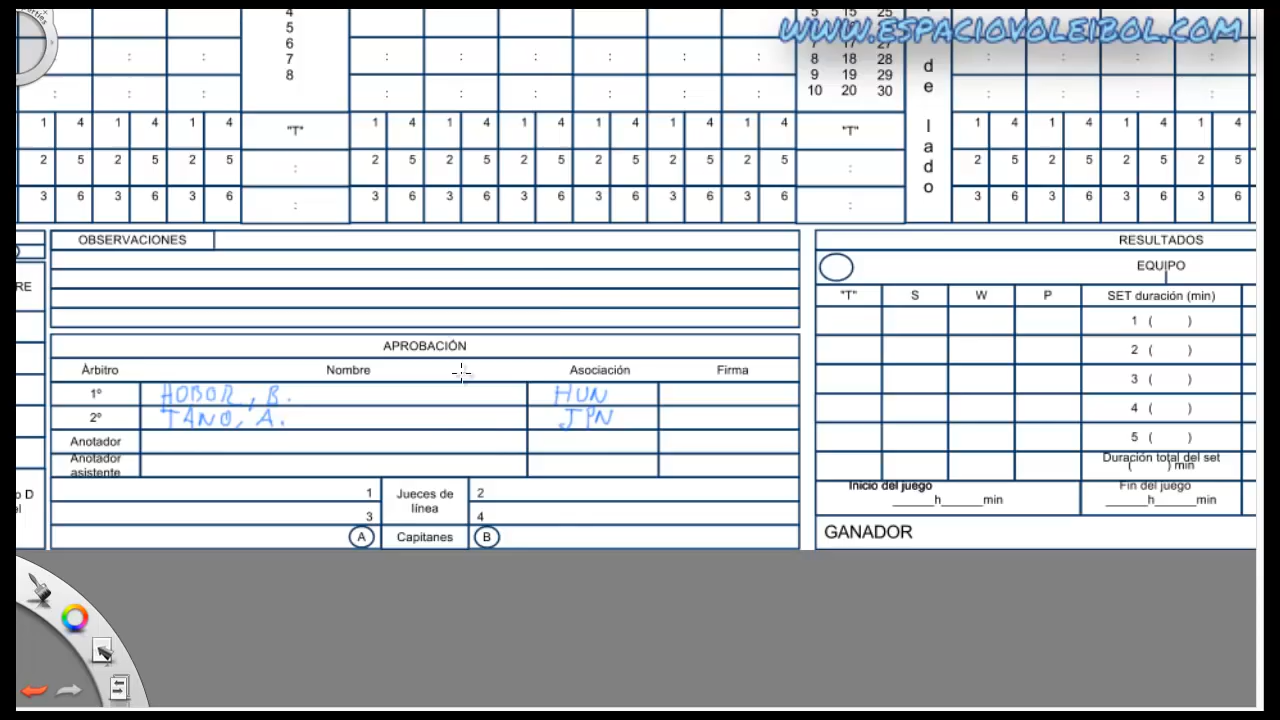 www.espaciovoleibol.com
4 5 15 25
5
6 7 17 27
7 8 18 28
8 9 19 29
10 20 30
de lado
: : : : : : : : : : : :
: : : : : : : : : : : : :
1 4 1 4 1 4 "T" 1 4 1 4 1 4 1 4 1 4 1 4 "T" 1 4 1 4 1 4 1 4
2 5 2 5 2 5 : 2 5 2 5 2 5 2 5 2 5 2 5 : 2 5 2 5 2 5 2 5
3 6 3 6 3 6 : 3 6 3 6 3 6 3 6 3 6 3 6 : 3 6 3 6 3 6 3 6
OBSERVACIONES
RE
APROBACIÓN
Àrbitro Nombre Asociación Firma
1º HOBOR, B. HUN
2º TANO, A. JPN
Anotador
Anotador
asistente
o D
el
1 Jueces de línea 2
3 4
A Capitanes B
RESULTADOS
EQUIPO
"T" S W P SET duración (min)
1 ( )
2 ( )
3 ( )
4 ( )
5 ( )
Duración total del set
( ) min
Inicio del juego Fin del juego
______h______min ______h______min
GANADOR